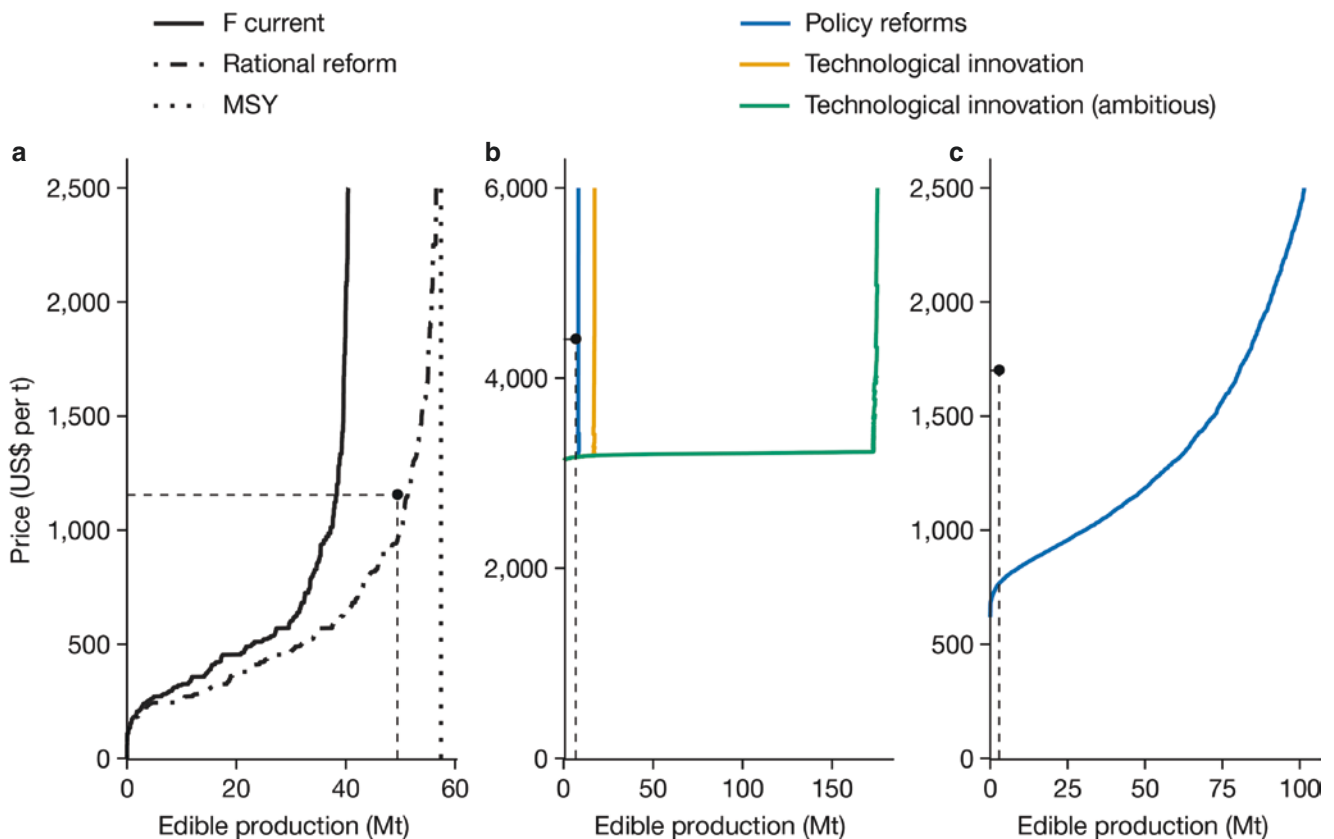 F current
Rational reform
MSY
Policy reforms
Technological innovation
Technological innovation (ambitious)
a
b
c
Price (US$ per t)
2,500
2,000
1,500
1,000
500
0
0
20
40
60
Edible production (Mt)
6,000
4,000
2,000
0
0
50
100
150
Edible production (Mt)
2,500
2,000
1,500
1,000
500
0
0
25
50
75
100
Edible production (Mt)